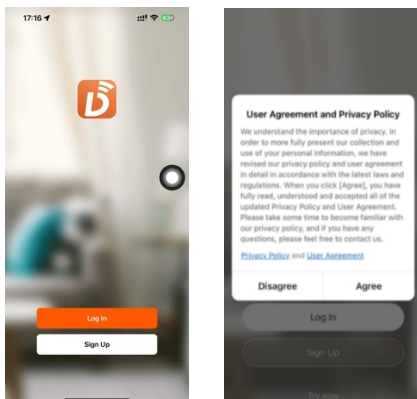 17:16
Log In
Sign Up
User Agreement and Privacy Policy
We understand the importance of privacy. In
order to more fully present our collection and
use of your personal information, we have
revised our privacy policy and user agreement
in detail in accordance with the latest laws and
regulations. When you click [Agree], you have
fully read, understood and accepted all of the
updated Privacy Policy and User Agreement.
Please take some time to become familiar with
our privacy policy, and if you have any
questions, please feel free to contact us.
Privacy Policy and User Agreement
Disagree Agree
Log In
Sign Up
Try now